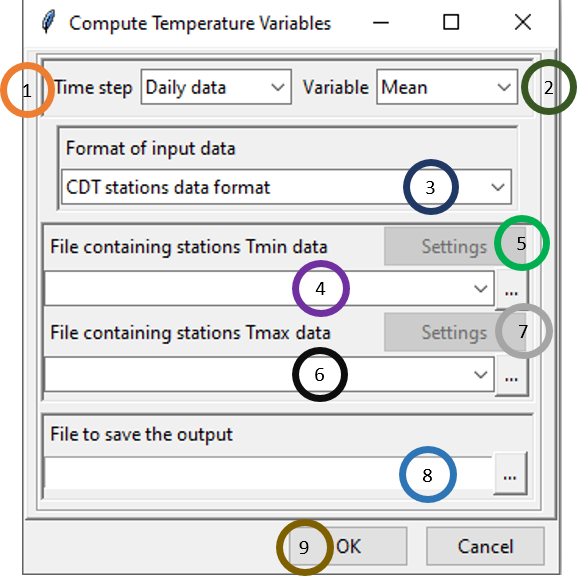 Compute Temperature Variables
1 Time step Daily data Variable Mean 2
Format of input data
CDT stations data format 3
File containing stations Tmin data Settings 5
4 ...
File containing stations Tmax data Settings 7
6 ...
File to save the output
8 ...
9 OK Cancel